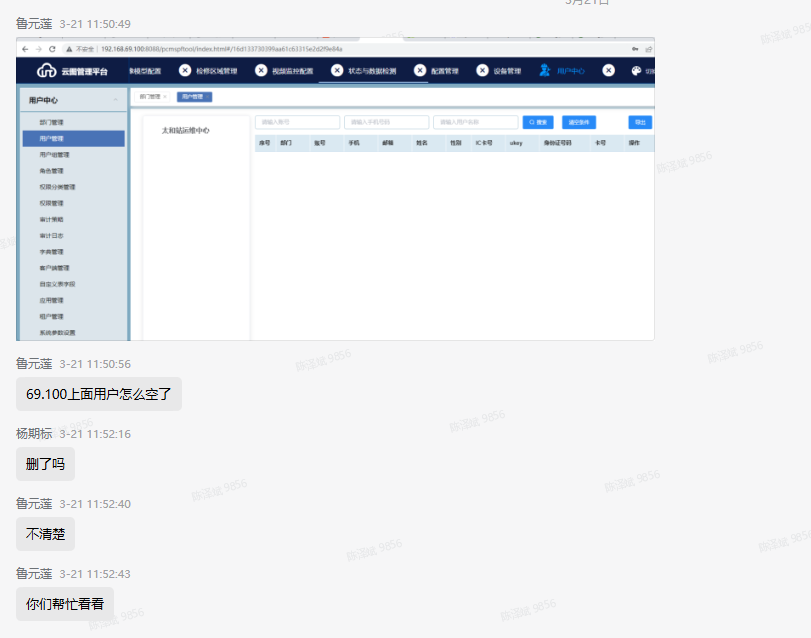 3月21日
鲁元莲 3-21 11:50:49
不安全 192.168.69.100:8088/pcmspftool/index.html#/
云图管理平台
模型配置 检修区域管理 视频监控配置 状态与数据检测 配置管理 设备管理 用户中心
用户中心
部门管理 用户管理
部门管理
用户管理
用户组管理
角色管理
权限分类管理
权限管理
审计策略
审计日志
字典管理
客户端管理
自定义表字段
应用管理
租户管理
系统参数设置
太和站运维中心
请输入账号 请输入手机号码 请输入用户名称 搜索 清空条件 导出
序号 部门 账号 手机 邮箱 姓名 性别 IC卡号 ukey 身份证号码 卡号 操作
鲁元莲 3-21 11:50:56
69.100上面用户怎么空了
杨期标 3-21 11:52:16
删了吗
鲁元莲 3-21 11:52:40
不清楚
鲁元莲 3-21 11:52:43
你们帮忙看看